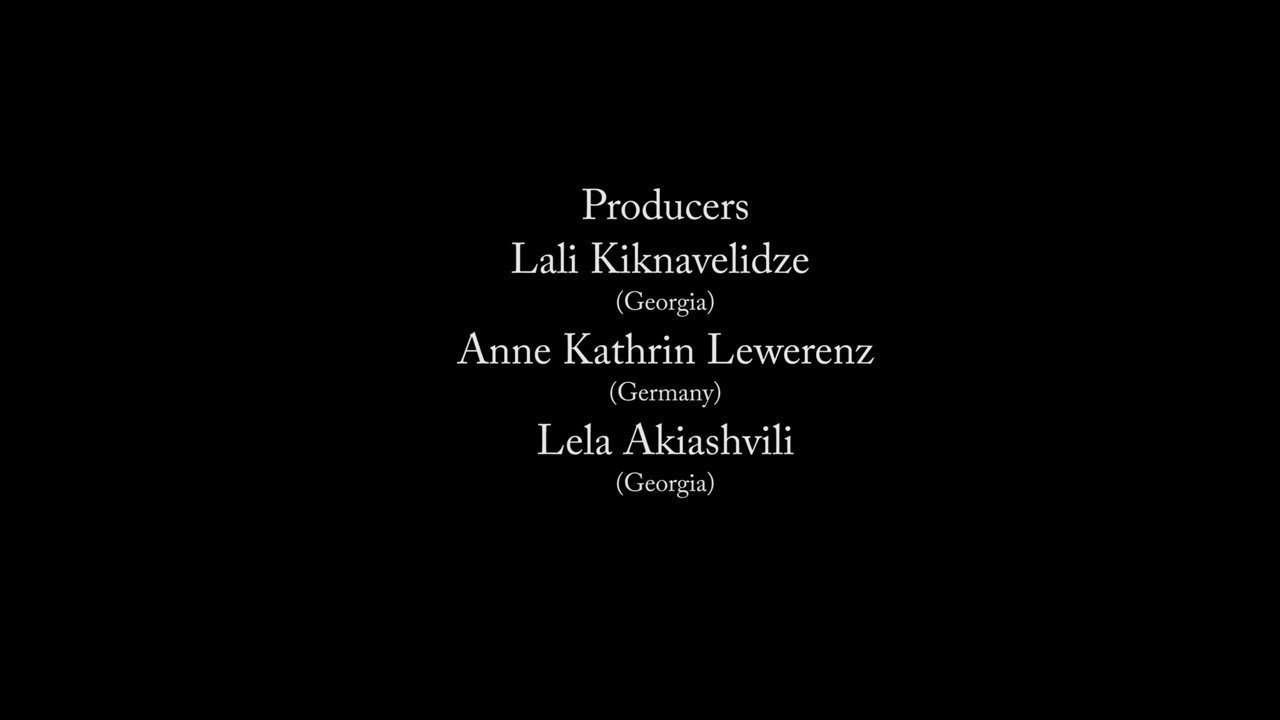 Producers
Lali Kiknavelidze
(Georgia)
Anne Kathrin Lewerenz
(Germany)
Lela Akiashvili
(Georgia)